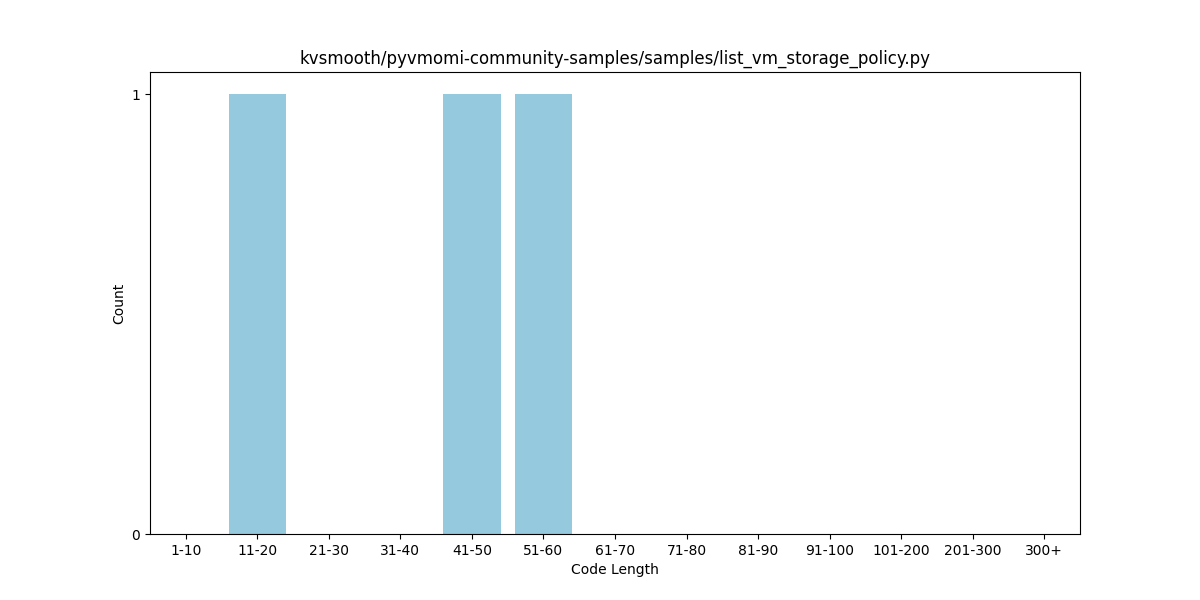 kvsmooth/pyvmomi-community-samples/samples/list_vm_storage_policy.py
Count
1
0
1-10 11-20 21-30 31-40 41-50 51-60 61-70 71-80 81-90 91-100 101-200 201-300 300+
Code Length